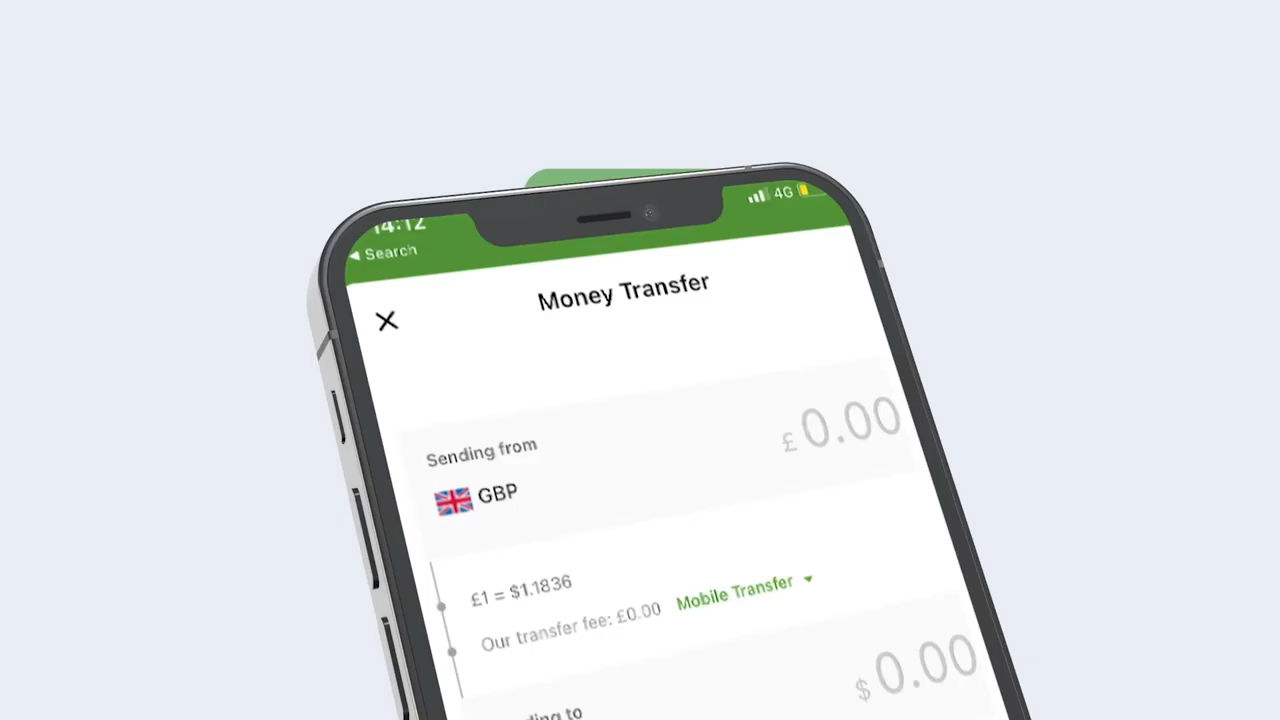 14:12
4G
◀ Search
Money Transfer
£ 0.00
Sending from
GBP
£1 = $1.1836
Our transfer fee: £0.00 Mobile Transfer
$ 0.00
to